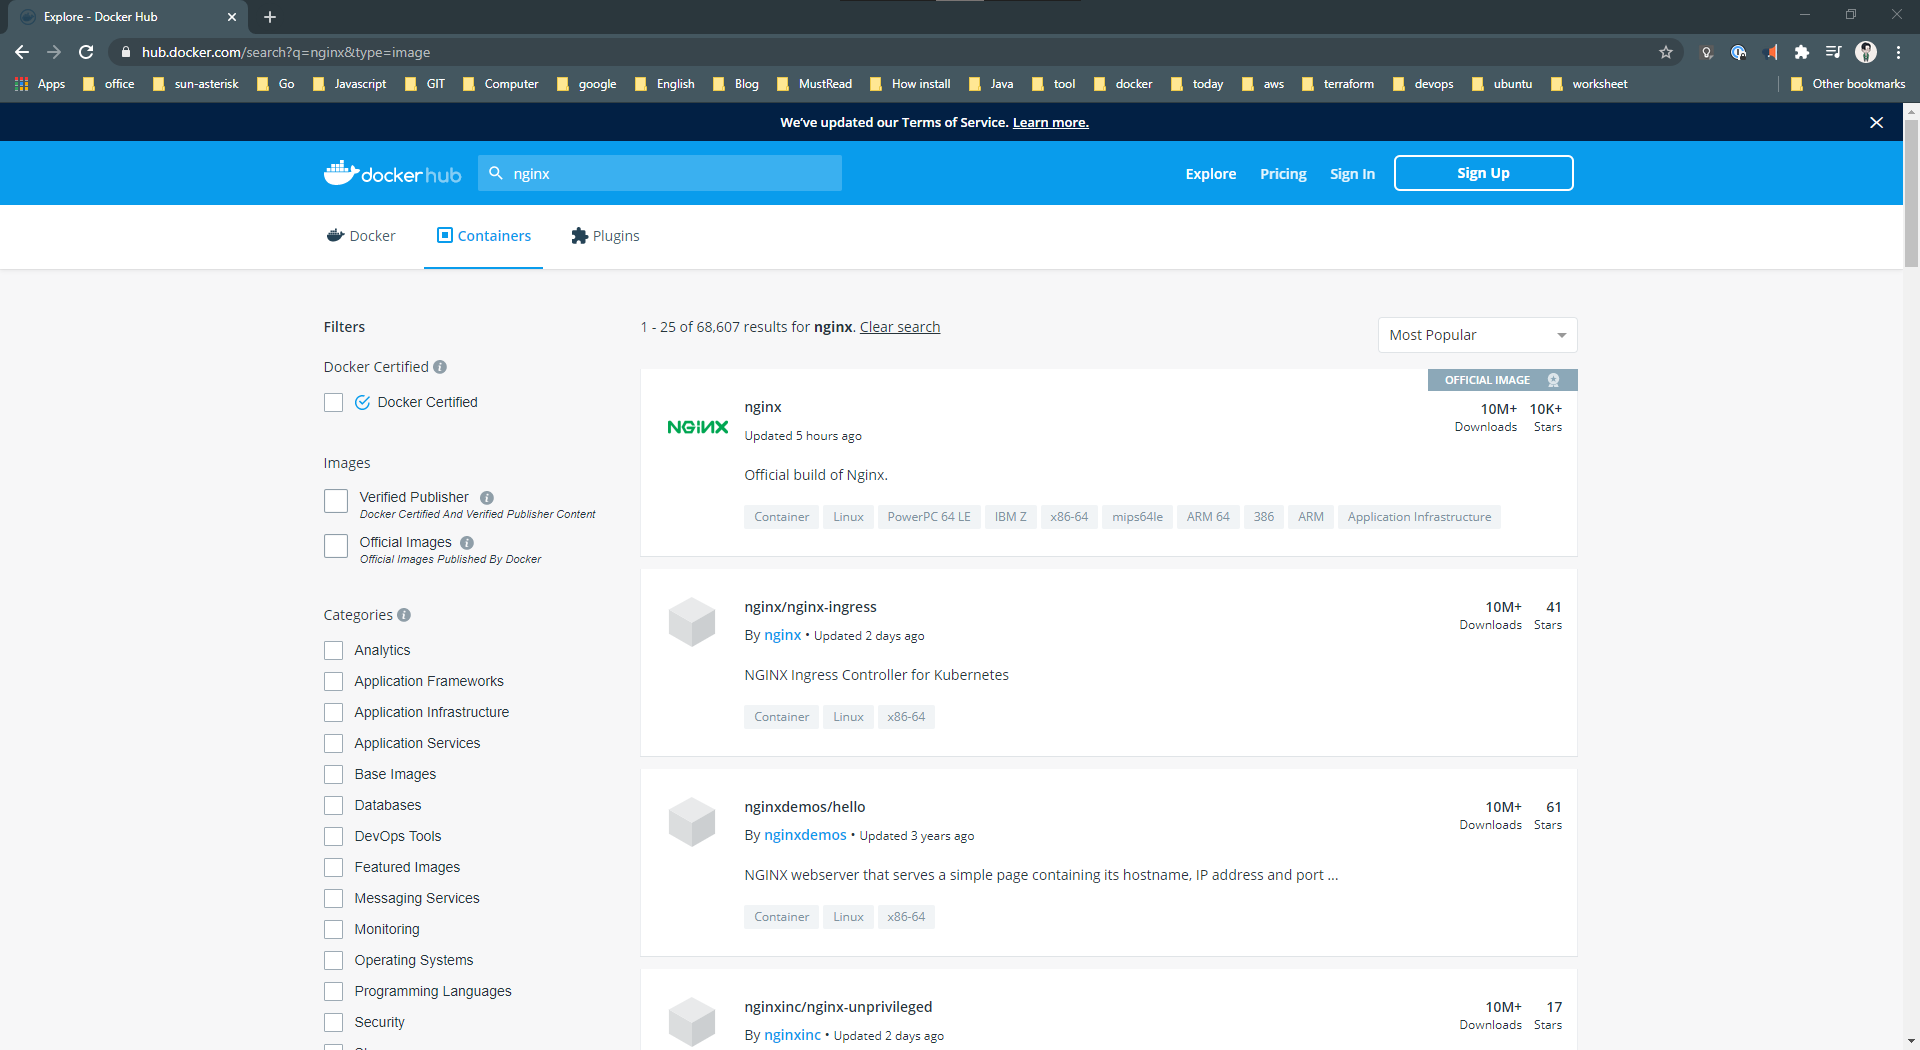 Explore - Docker Hub
hub.docker.com/search?q=nginx&type=image
Apps office sun-asterisk Go Javascript GIT Computer google English Blog MustRead How install Java tool docker today aws terraform devops ubuntu worksheet Other bookmarks
We've updated our Terms of Service. Learn more.
docker hub nginx Explore Pricing Sign In Sign Up
Docker Containers Plugins
Filters
1 - 25 of 68,607 results for nginx. Clear search
Most Popular
Docker Certified
Docker Certified
Images
Verified Publisher
Docker Certified And Verified Publisher Content
Official Images
Official Images Published By Docker
Categories
Analytics
Application Frameworks
Application Infrastructure
Application Services
Base Images
Databases
DevOps Tools
Featured Images
Messaging Services
Monitoring
Operating Systems
Programming Languages
Security
OFFICIAL IMAGE
NGINX
nginx
10M+ 10K+
Downloads Stars
Updated 5 hours ago
Official build of Nginx.
Container Linux PowerPC 64 LE IBM Z x86-64 mips64le ARM 64 386 ARM Application Infrastructure
nginx/nginx-ingress
10M+ 41
Downloads Stars
By nginx • Updated 2 days ago
NGINX Ingress Controller for Kubernetes
Container Linux x86-64
nginxdemos/hello
10M+ 61
Downloads Stars
By nginxdemos • Updated 3 years ago
NGINX webserver that serves a simple page containing its hostname, IP address and port ...
Container Linux x86-64
nginxinc/nginx-unprivileged
10M+ 17
Downloads Stars
By nginxinc • Updated 2 days ago